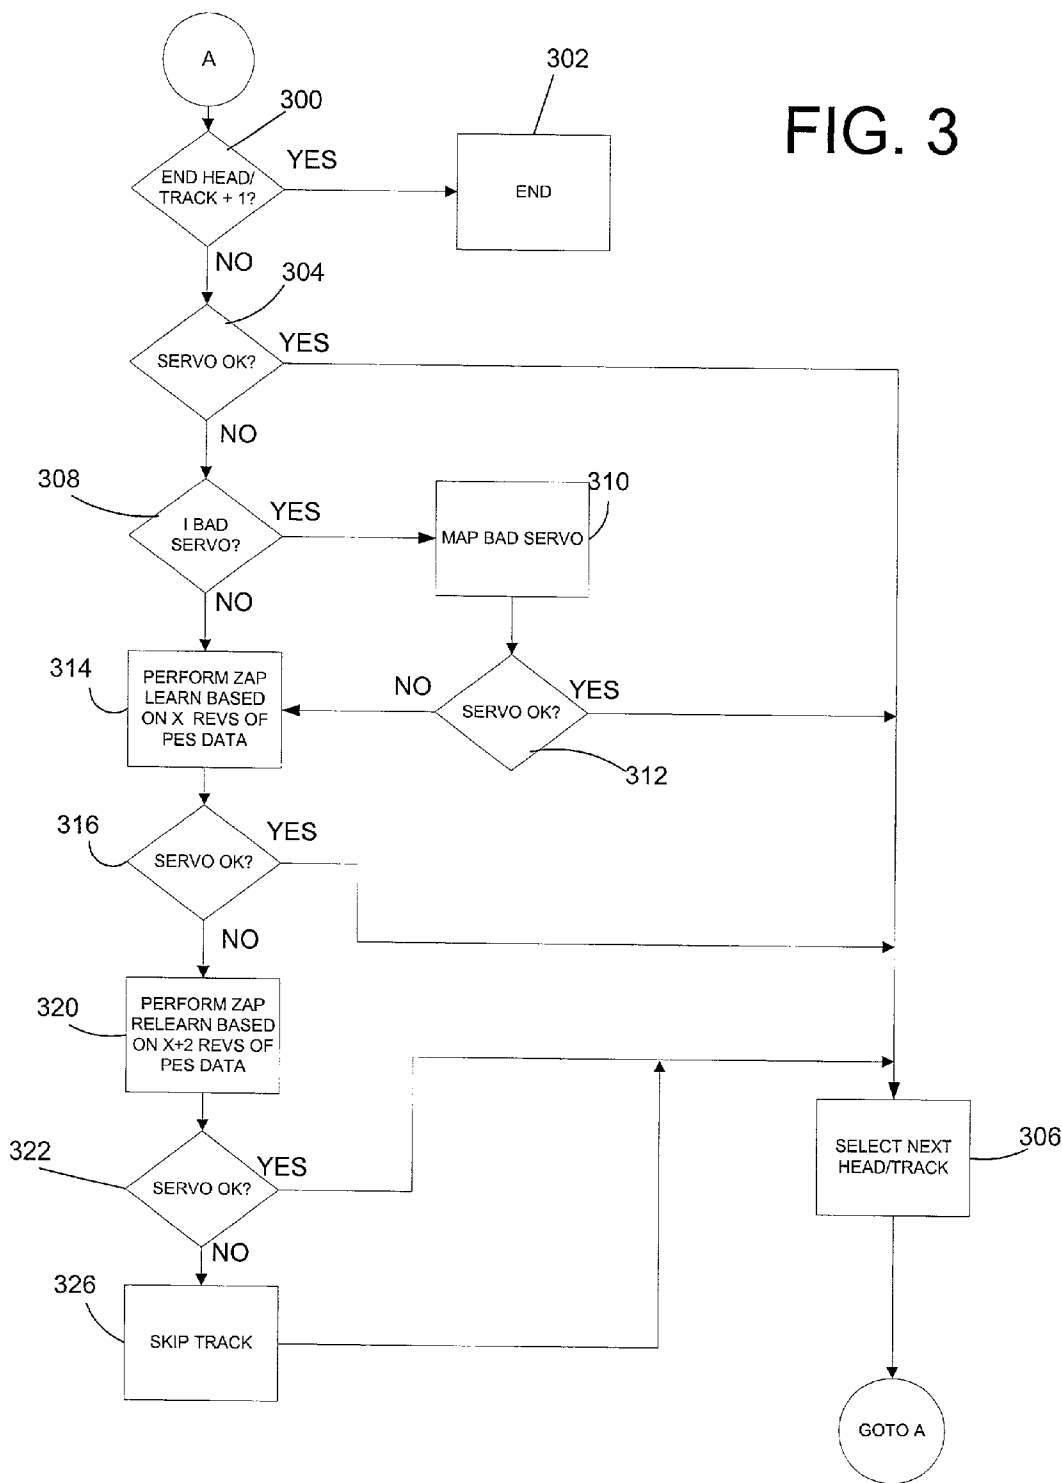 A
302
300
FIG. 3
YES
END HEAD/
TRACK + 1?
END
NO
304
YES
SERVO OK?
NO
308
310
YES
I BAD
SERVO?
MAP BAD SERVO
NO
314
PERFORM ZAP
LEARN BASED
ON X REVS OF
PES DATA
NO
YES
SERVO OK?
312
316
YES
SERVO OK?
NO
320
PERFORM ZAP
RELEARN BASED
ON X+2 REVS OF
PES DATA
322
YES
SERVO OK?
306
SELECT NEXT
HEAD/TRACK
NO
326
SKIP TRACK
GOTO A